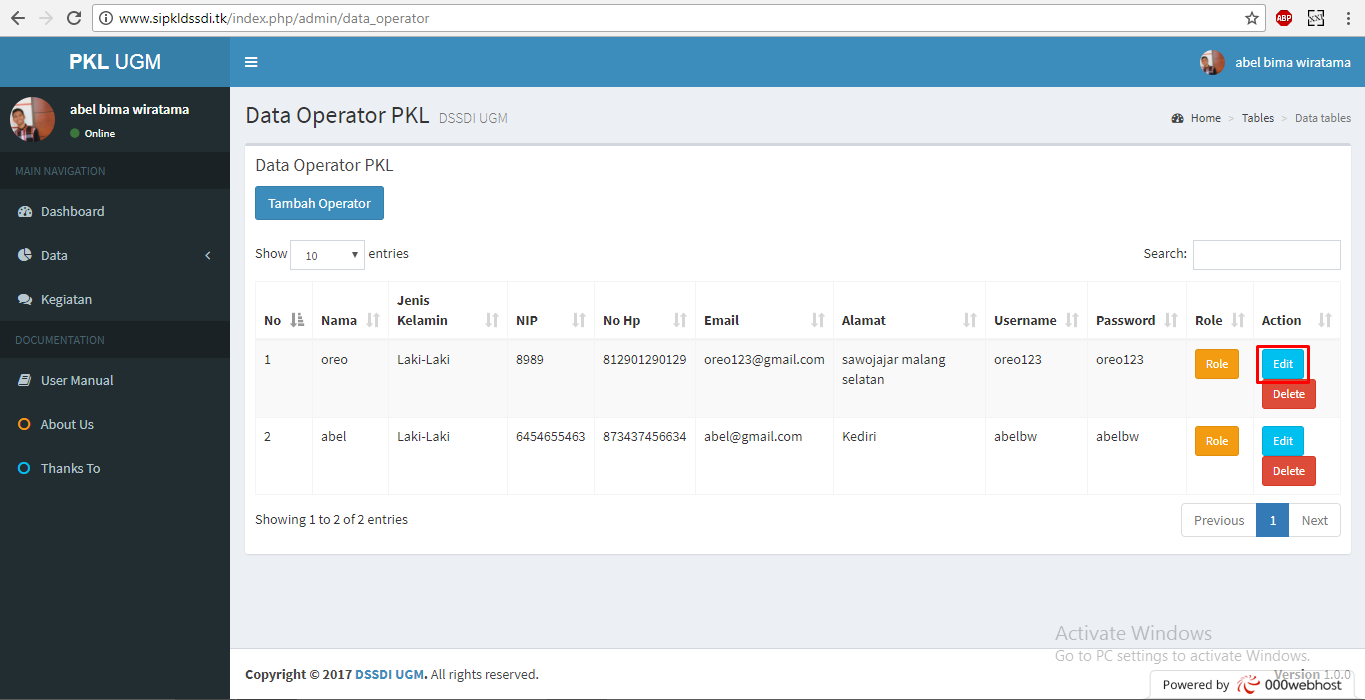 www.sipkldssdi.tk/index.php/admin/data_operator
ABP
PKL UGM
abel bima wiratama
abel bima wiratama
Online
MAIN NAVIGATION
Dashboard
Data
Kegiatan
DOCUMENTATION
User Manual
About Us
Thanks To
Data Operator PKL DSSDI UGM
Home > Tables > Data tables
Data Operator PKL
Tambah Operator
Show 10 entries
Search:
No Nama Jenis Kelamin NIP No Hp Email Alamat Username Password Role Action
1 oreo Laki-Laki 8989 812901290129 oreo123@gmail.com sawojajar malang selatan oreo123 oreo123 Role Edit
Delete
2 abel Laki-Laki 6454655463 873437456634 abel@gmail.com Kediri abelbw abelbw Role Edit
Delete
Showing 1 to 2 of 2 entries
Previous 1 Next
Activate Windows
Go to PC settings to activate Windows.
Copyright © 2017 DSSDI UGM. All rights reserved.
Version 1.0.0
Powered by 000webhost